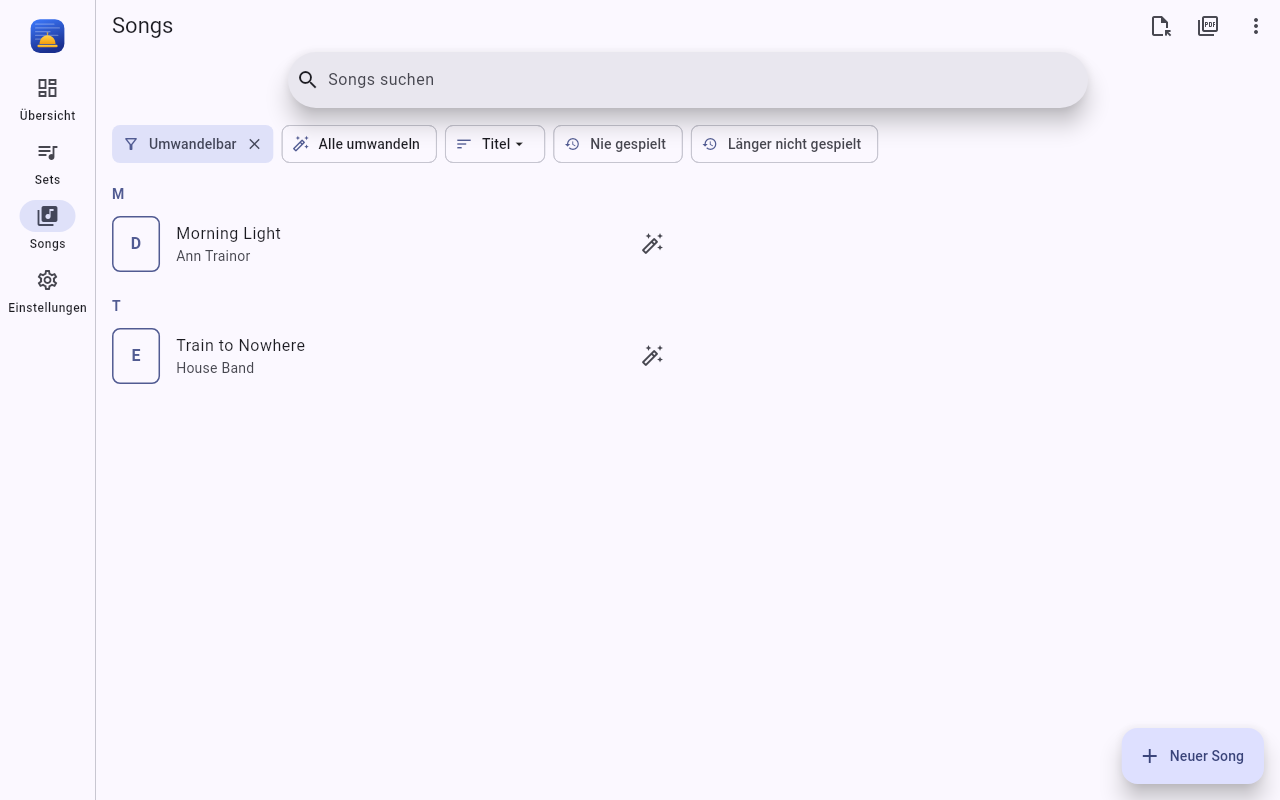 Songs
PDF
Songs suchen
Übersicht
Sets
Songs
Einstellungen
Umwandelbar
Alle umwandeln
Titel
Nie gespielt
Länger nicht gespielt
M
D
Morning Light
Ann Trainor
T
E
Train to Nowhere
House Band
Neuer Song